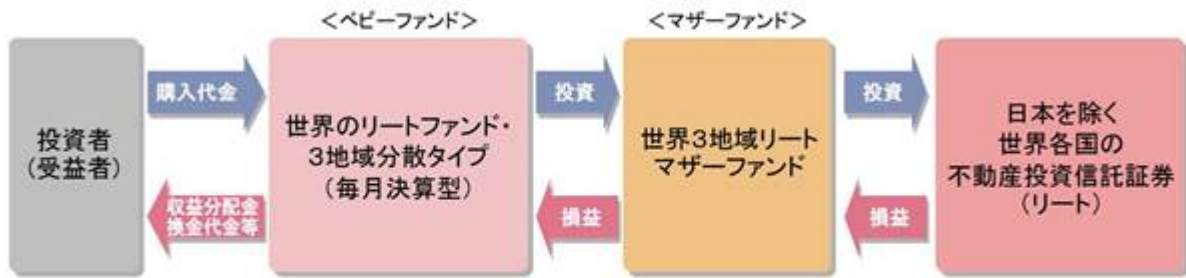 ＜ベビーファンド＞
＜マザーファンド＞
投資者
（受益者）
購入代金
収益分配金
換金代金等
世界のリートファンド・
３地域分散タイプ
（毎月決算型）
投資
損益
世界３地域リート
マザーファンド
投資
損益
日本を除く
世界各国の
不動産投資信託証券
（リート）